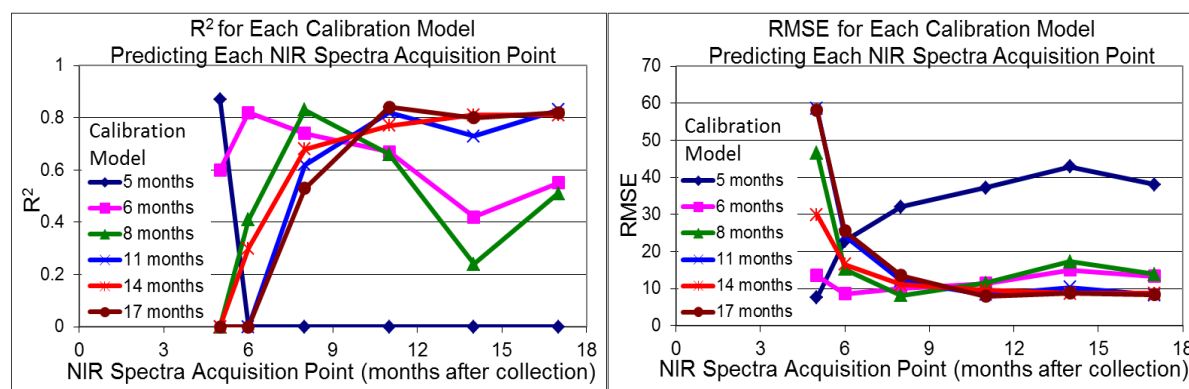 R² for Each Calibration Model
Predicting Each NIR Spectra Acquisition Point
1
0.8
0.6
0.4
0.2
0
R²
Calibration
Model
5 months
6 months
8 months
11 months
14 months
17 months
0 3 6 9 12 15 18
NIR Spectra Acquisition Point (months after collection)
RMSE for Each Calibration Model
Predicting Each NIR Spectra Acquisition Point
70
60
50
40
30
20
10
0
RMSE
Calibration
Model
5 months
6 months
8 months
11 months
14 months
17 months
0 3 6 9 12 15 18
NIR Spectra Acquisition Point (months after collection)